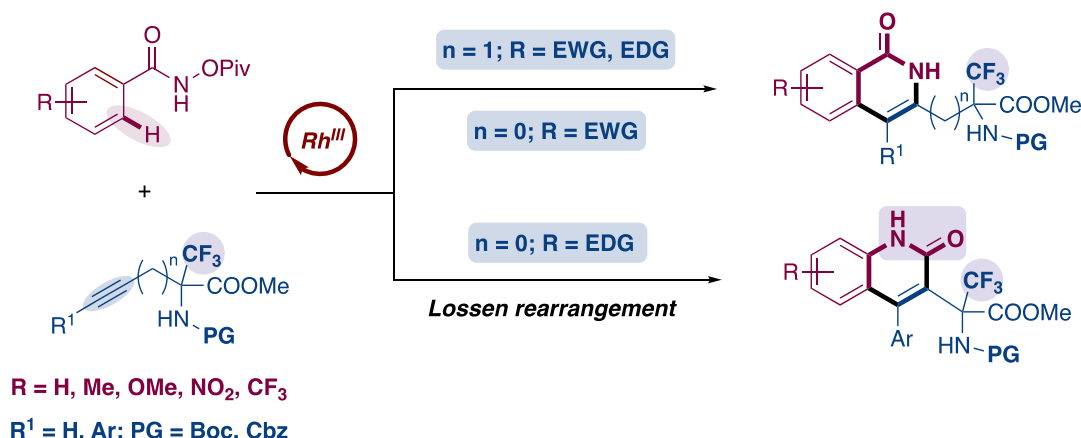 O
OPiv
N
H
R
H
+
Rh^III
n = 1; R = EWG, EDG
n = 0; R = EWG
n = 0; R = EDG
Lossen rearrangement
O
NH
CF₃
n
R
COOMe
R¹
HN
PG
CF₃
n
COOMe
R¹
HN
PG
H
N
O
CF₃
R
COOMe
Ar
HN
PG
R = H, Me, OMe, NO₂, CF₃
R¹ = H, Ar; PG = Boc, Cbz